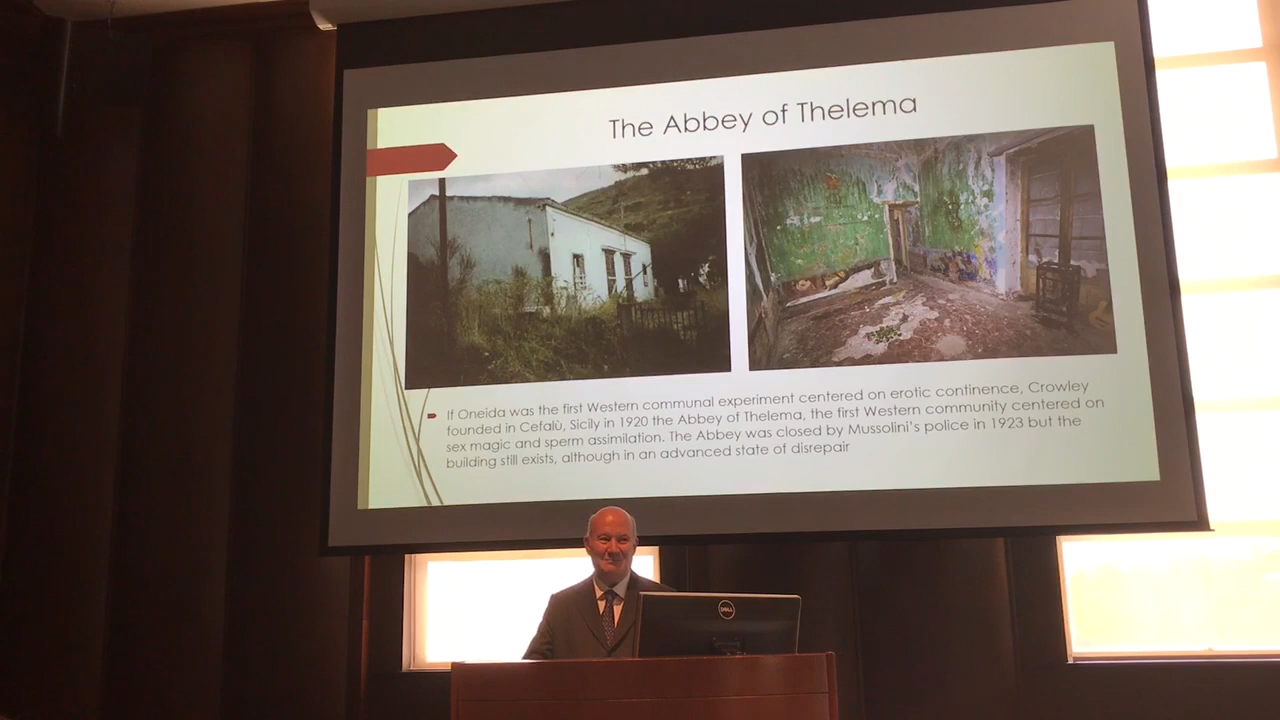 The Abbey of Thelema
If Oneida was the first Western communal experiment centered on erotic continence, Crowley
founded in Cefalù, Sicily in 1920 the Abbey of Thelema, the first Western community centered on
sex magic and sperm assimilation. The Abbey was closed by Mussolini's police in 1923 but the
building still exists, although in an advanced state of disrepair
DELL